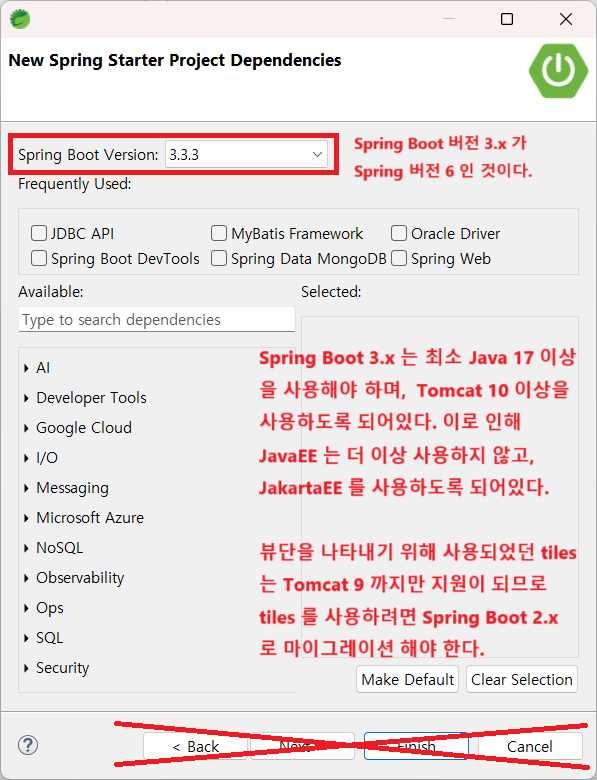 New Spring Starter Project Dependencies
Spring Boot Version: 3.3.3
Spring Boot 버전 3.x 가
Spring 버전 6 인 것이다.
Frequently Used:
JDBC API MyBatis Framework Oracle Driver
Spring Boot DevTools Spring Data MongoDB Spring Web
Available:
Selected:
Type to search dependencies
AI
Developer Tools
Google Cloud
I/O
Messaging
Microsoft Azure
NoSQL
Observability
Ops
SQL
Security
Spring Boot 3.x 는 최소 Java 17 이상
을 사용해야 하며, Tomcat 10 이상을
사용하도록 되어있다. 이로 인해
JavaEE 는 더 이상 사용하지 않고,
JakartaEE 를 사용하도록 되어있다.
뷰단을 나타내기 위해 사용되었던 tiles
는 Tomcat 9 까지만 지원이 되므로
tiles 를 사용하려면 Spring Boot 2.x
로 마이그레이션 해야 한다.
Make Default Clear Selection
? < Back Next > Finish Cancel